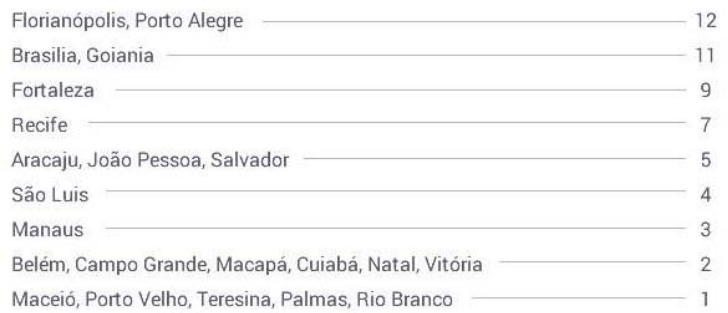 Florianópolis, Porto Alegre 12
Brasilia, Goiania 11
Fortaleza 9
Recife 7
Aracaju, João Pessoa, Salvador 5
São Luis 4
Manaus 3
Belém, Campo Grande, Macapá, Cuiabá, Natal, Vitória 2
Maceió, Porto Velho, Teresina, Palmas, Rio Branco 1